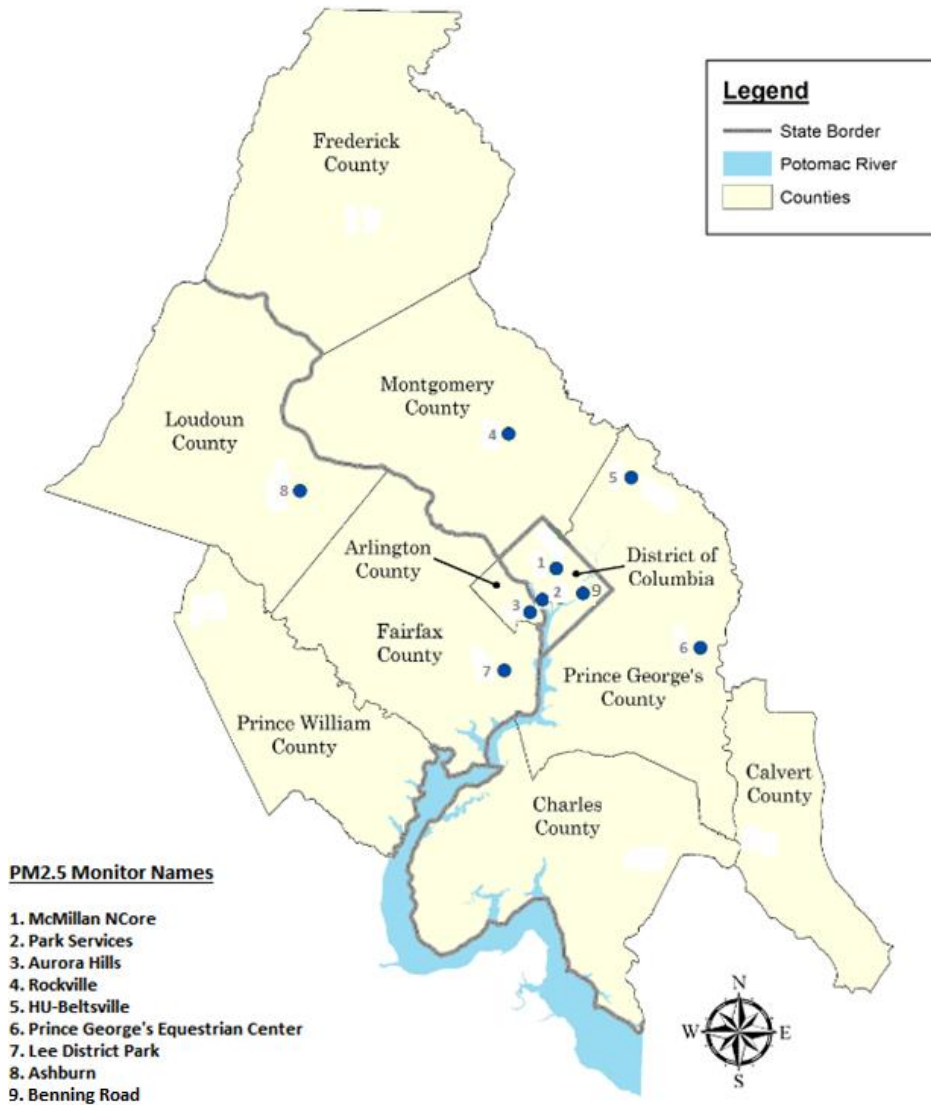 Legend
State Border
Potomac River
Counties
Frederick
County
Montgomery
County
Loudoun
County
4
5
8
Arlington
County
District of
Columbia
1
2
9
3
Fairfax
County
6
7
Prince George's
County
Prince William
County
Calvert
County
Charles
County
PM2.5 Monitor Names
1. McMillan NCore
2. Park Services
3. Aurora Hills
4. Rockville
5. HU-Beltsville
6. Prince George's Equestrian Center
7. Lee District Park
8. Ashburn
9. Benning Road
N
W
E
S